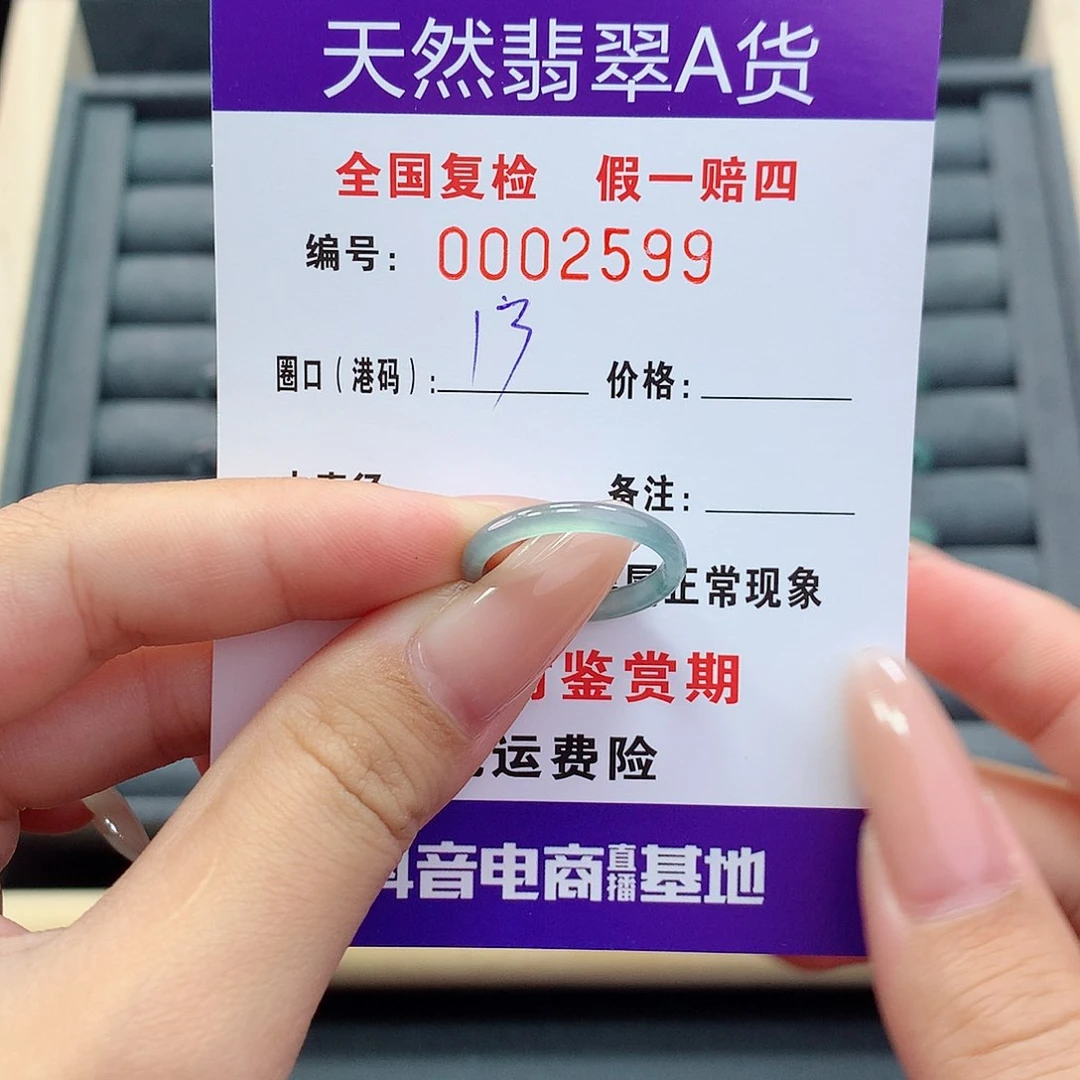 天然翡翠A货
全国复检 假一赔四
编号: 0002599
圈口(港码): 13 价格:
备注:
属正常现象
鉴赏期
运费险
抖音电商直播基地